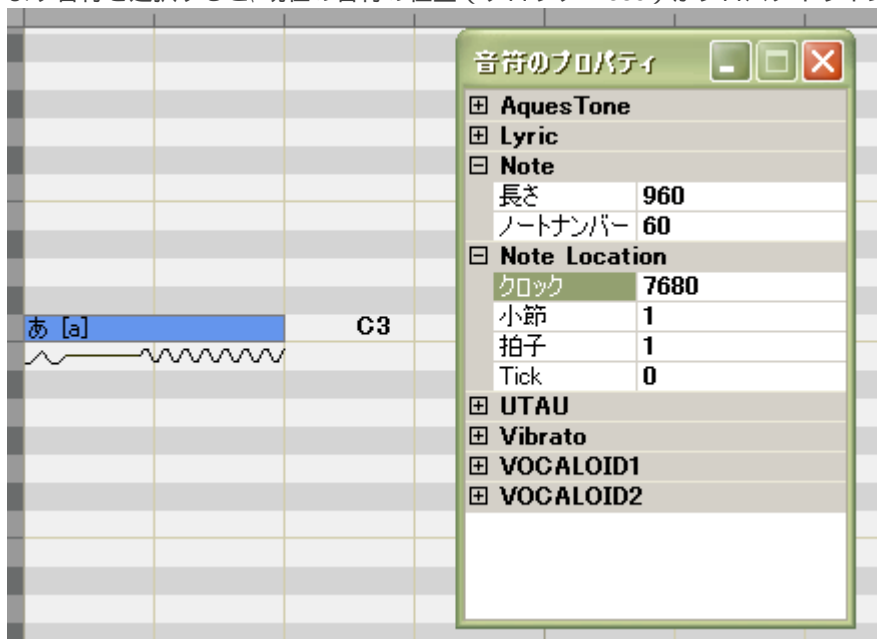 音符のプロパティ
AquesTone
Lyric
Note
長さ 960
ノートナンバー 60
Note Location
クロック 7680
小節 1
拍子 1
Tick 0
UTAU
Vibrato
VOCALOID1
VOCALOID2
あ [a]
C3